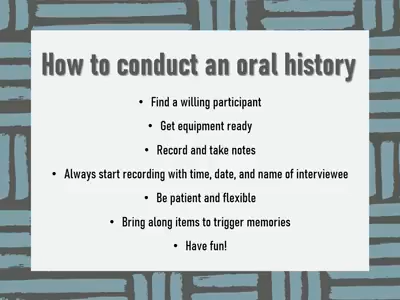 How to conduct an oral history
• Find a willing participant
• Get equipment ready
• Record and take notes
• Always start recording with time, date, and name of interviewee
• Be patient and flexible
• Bring along items to trigger memories
• Have fun!